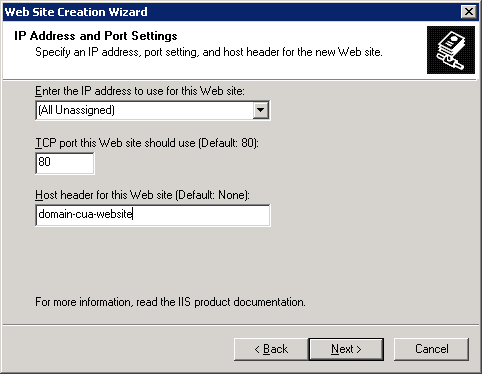 Web Site Creation Wizard
IP Address and Port Settings
Specify an IP address, port setting, and host header for the new Web site.
Enter the IP address to use for this Web site:
(All Unassigned)
TCP port this Web site should use (Default: 80):
80
Host header for this Web site (Default: None):
domain-cua-website
For more information, read the IIS product documentation.
< Back
Next >
Cancel